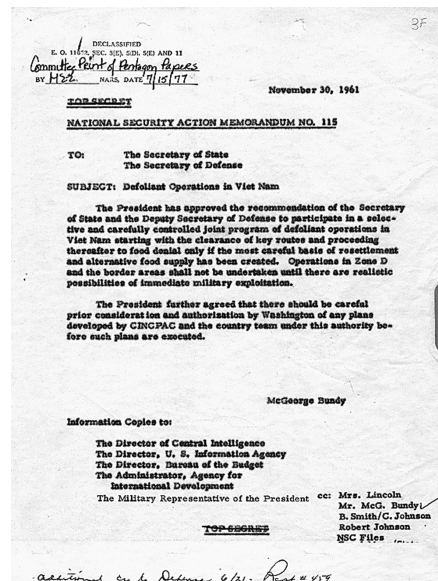 3F
DECLASSIFIED
E. O. 11652, SEC. 3(E), 5(D), 5(E) AND 11
Committee Print of Pentagon Papers
BY MEE NARS, DATE 7/15/77
November 30, 1961
TOP SECRET
NATIONAL SECURITY ACTION MEMORANDUM NO. 115
TO: The Secretary of State
The Secretary of Defense
SUBJECT: Defoliant Operations in Viet Nam
The President has approved the recommendation of the Secretary
of State and the Deputy Secretary of Defense to participate in a selec-
tive and carefully controlled joint program of defoliant operations in
Viet Nam starting with the clearance of key routes and proceeding
thereafter to food denial only if the most careful basis of resettlement
and alternative food supply has been created. Operations in Zone D
and the border areas shall not be undertaken until there are realistic
possibilities of immediate military exploitation.
The President further agreed that there should be careful
prior consideration and authorization by Washington of any plans
developed by CINCPAC and the country team under this authority be-
fore such plans are executed.
McGeorge Bundy
Information Copies to:
The Director of Central Intelligence
The Director, U. S. Information Agency
The Director, Bureau of the Budget
The Administrator, Agency for
International Development
The Military Representative of the President
cc: Mrs. Lincoln
Mr. McG. Bundy
B. Smith/C. Johnson
Robert Johnson
NSC Files
TOP SECRET
additional cy to Defense 6/21